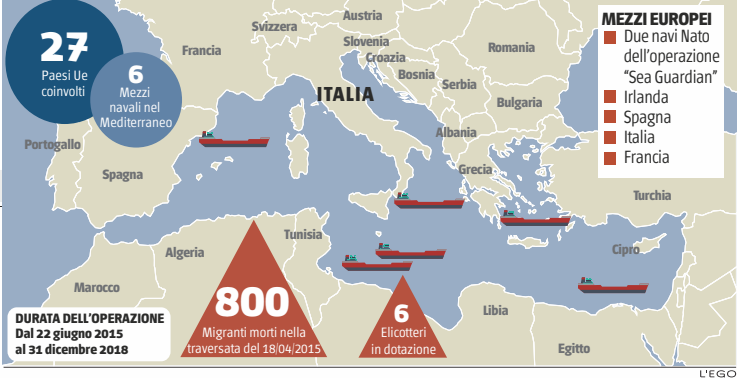 27
Paesi Ue
coinvolti
6
Mezzi
navali nel
Mediterraneo
MEZZI EUROPEI
Due navi Nato
dell'operazione
"Sea Guardian"
Irlanda
Spagna
Italia
Francia
Austria
Svizzera
Slovenia
Francia
Croazia
Romania
Bosnia
Serbia
ITALIA
Bulgaria
Albania
Portogallo
Spagna
Grecia
Turchia
Tunisia
Algeria
Cipro
Marocco
Libia
Egitto
800
Migranti morti nella
traversata del 18/04/2015
6
Elicotteri
in dotazione
DURATA DELL'OPERAZIONE
Dal 22 giugno 2015
al 31 dicembre 2018
L'EGO